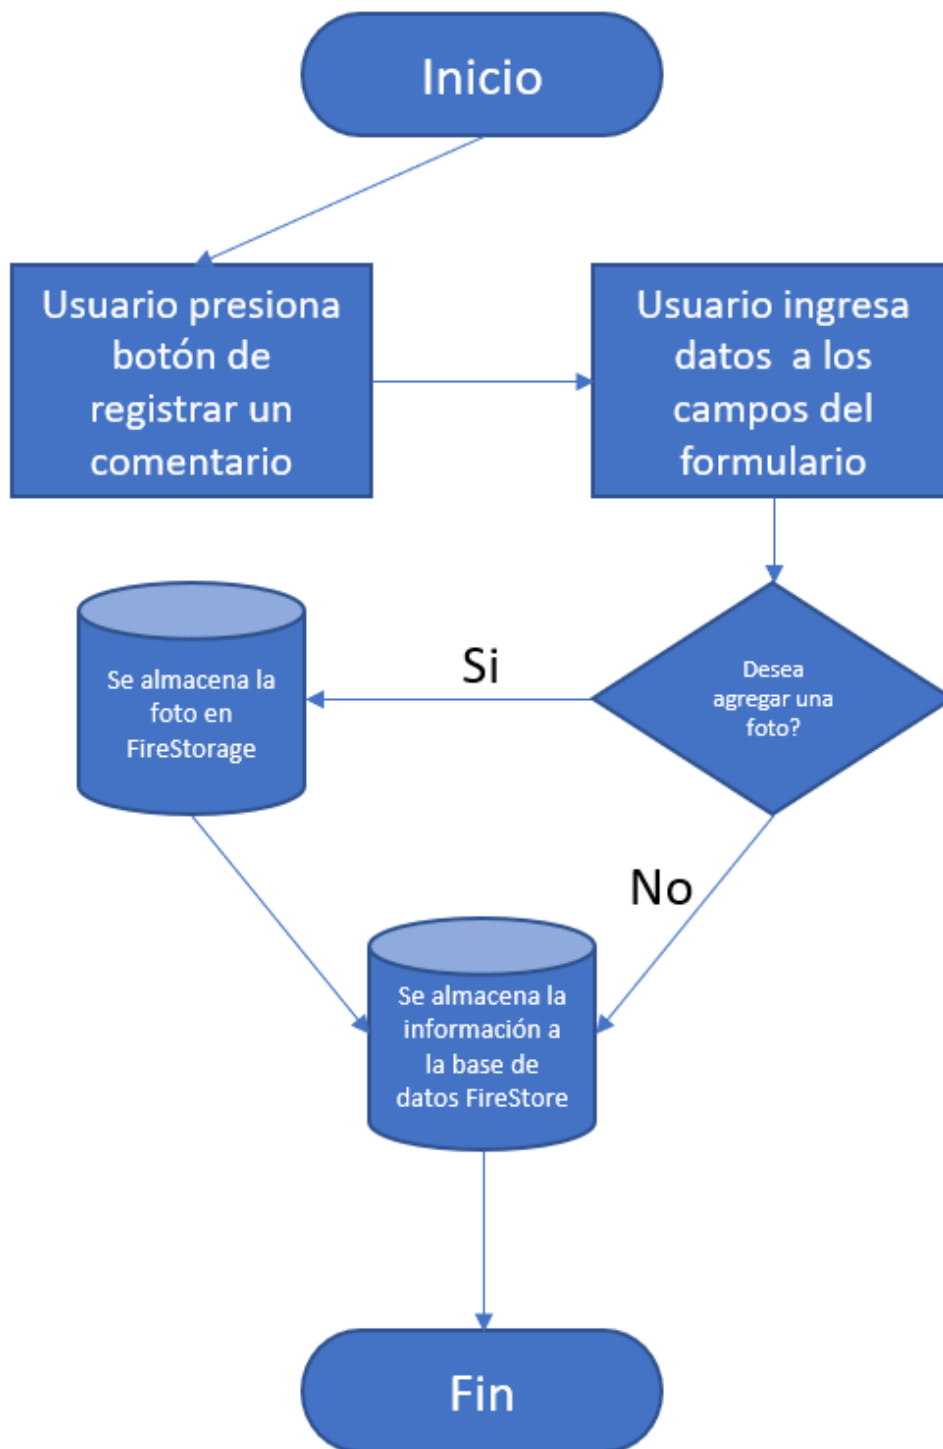 Inicio
Usuario presiona
botón de
registrar un
comentario
Usuario ingresa
datos  a los
campos del
formulario
Desea
agregar una
foto?
Si
Se almacena la
foto en
FireStorage
No
Se almacena la
información a
la base de
datos FireStore
Fin